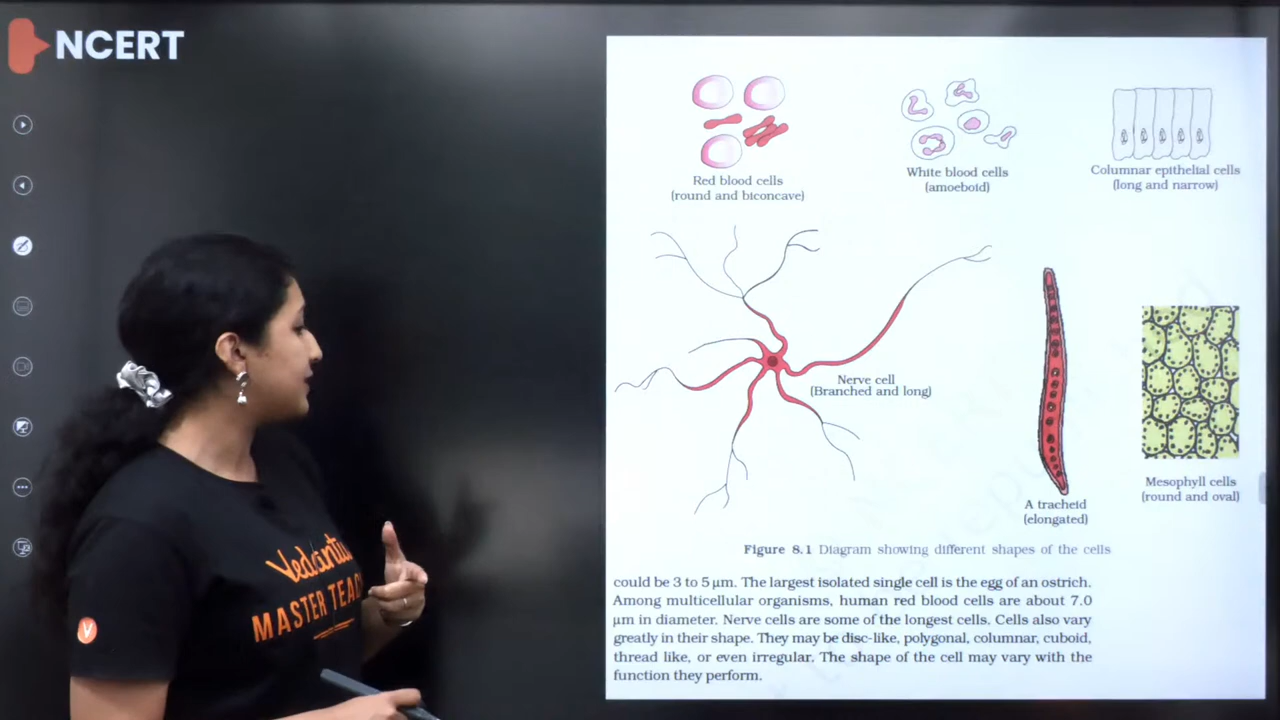 NCERT
Red blood cells
(round and biconcave)
White blood cells
(amoeboid)
Columnar epithelial cells
(long and narrow)
Nerve cell
(Branched and long)
A tracheid
(elongated)
Mesophyll cells
(round and oval)
Figure 8.1 Diagram showing different shapes of the cells
could be 3 to 5 µm. The largest isolated single cell is the egg of an ostrich.
Among multicellular organisms, human red blood cells are about 7.0
µm in diameter. Nerve cells are some of the longest cells. Cells also vary
greatly in their shape. They may be disc-like, polygonal, columnar, cuboid,
thread like, or even irregular. The shape of the cell may vary with the
function they perform.
Vedantu
MASTER
V